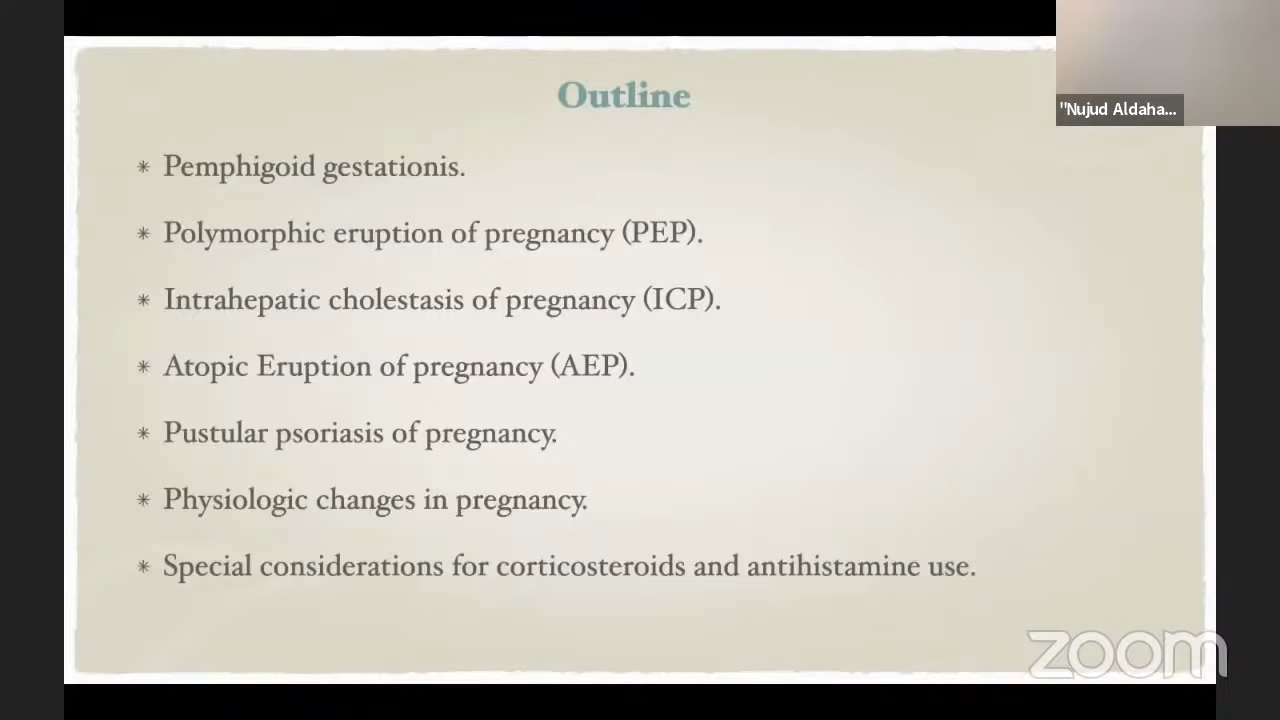 Outline
"Nujud Aldaha...
* Pemphigoid gestationis.
* Polymorphic eruption of pregnancy (PEP).
* Intrahepatic cholestasis of pregnancy (ICP).
* Atopic Eruption of pregnancy (AEP).
* Pustular psoriasis of pregnancy.
* Physiologic changes in pregnancy.
* Special considerations for corticosteroids and antihistamine use.
zoom